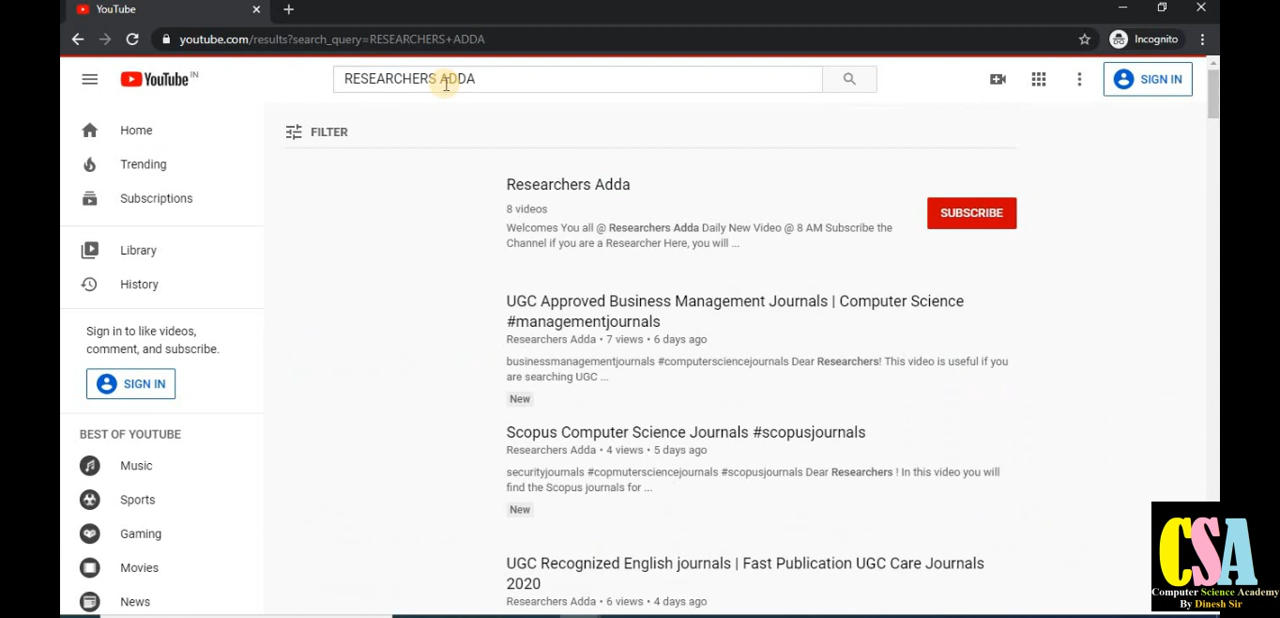 YouTube
youtube.com/results?search_query=RESEARCHERS+ADDA
Incognito
YouTube IN
RESEARCHERS ADDA
SIGN IN
Home
Trending
Subscriptions
Library
History
Sign in to like videos,
comment, and subscribe.
SIGN IN
BEST OF YOUTUBE
Music
Sports
Gaming
Movies
News
FILTER
Researchers Adda
8 videos
Welcomes You all @ Researchers Adda Daily New Video @ 8 AM Subscribe the
Channel if you are a Researcher Here, you will ...
SUBSCRIBE
UGC Approved Business Management Journals | Computer Science
#managementjournals
Researchers Adda • 7 views • 6 days ago
businessmanagementjournals #computersciencejournals Dear Researchers! This video is useful if you
are searching UGC ...
New
Scopus Computer Science Journals #scopusjournals
Researchers Adda • 4 views • 5 days ago
securityjournals #copmutersciencejournals #scopusjournals Dear Researchers ! In this video you will
find the Scopus journals for ...
New
UGC Recognized English journals | Fast Publication UGC Care Journals
2020
Researchers Adda • 6 views • 4 days ago
CSA
Computer Science Academy
By Dinesh Sir